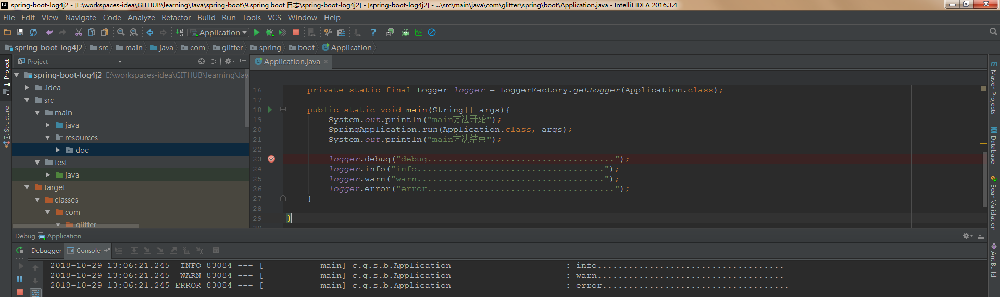 spring-boot-log4j2 - [E:\workspaces-idea\GITHUB\learning\Java\spring-boot\9.spring boot 日志\spring-boot-log4j2] - [spring-boot-log4j2] - ...\src\main\java\com\glitter\spring\boot\Application.java - IntelliJ IDEA 2016.3.4
File Edit View Navigate Code Analyze Refactor Build Run Tools VCS Window Help
Application
spring-boot-log4j2 src main java com glitter spring boot Application
1: Project
7: Structure
Project
spring-boot-log4j2 E:\workspaces-idea\GITHUB\learning\Jav
.idea
src
main
java
resources
doc
test
java
target
classes
com
glitter
Application.java
16 private static final Logger logger = LoggerFactory.getLogger(Application.class);
17
18 public static void main(String[] args){
19 System.out.println("main方法开始");
20 SpringApplication.run(Application.class, args);
21 System.out.println("main方法结束");
22
23 logger.debug("debug....................................");
24 logger.info("info....................................");
25 logger.warn("warn....................................");
26 logger.error("error....................................");
27 }
28
29 }
30
Maven Projects
Database
Bean Validation
Ant Build
Debug Application
Debugger Console
2018-10-29 13:06:21.245 INFO 83084 --- [ main] c.g.s.b.Application : info....................................
2018-10-29 13:06:21.245 WARN 83084 --- [ main] c.g.s.b.Application : warn....................................
2018-10-29 13:06:21.245 ERROR 83084 --- [ main] c.g.s.b.Application : error....................................